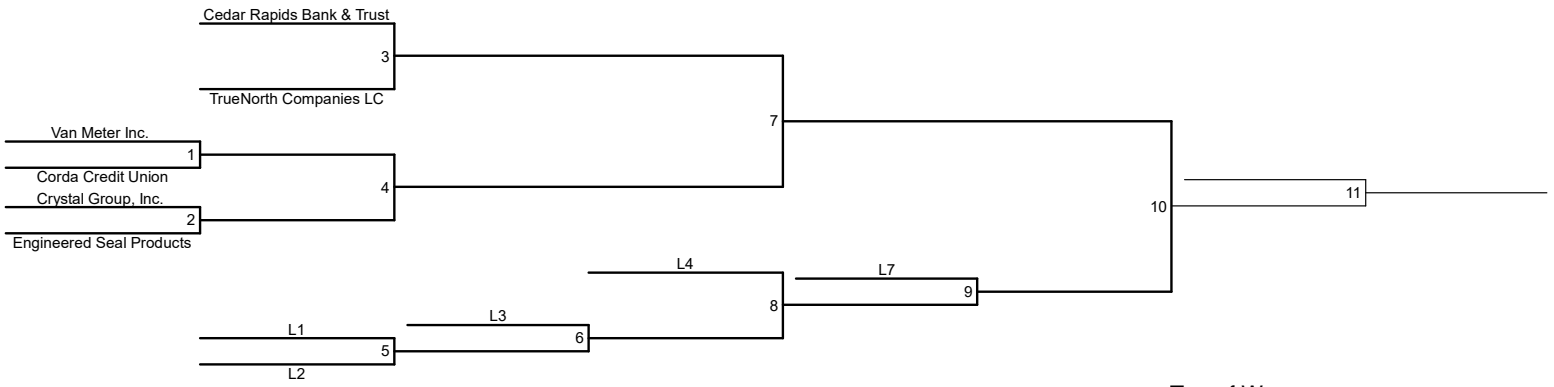 Cedar Rapids Bank & Trust
3
TrueNorth Companies LC
7
Van Meter Inc.
1
Corda Credit Union
4
Crystal Group, Inc.
2
Engineered Seal Products
10
11
L4
L7
9
8
L3
6
L1
5
L2